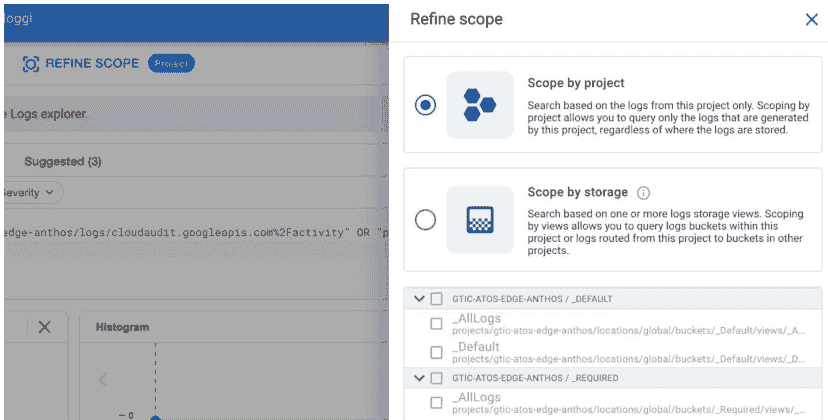 loggi
REFINE SCOPE Project
e Logs explorer.
Suggested (3)
Severity
edge-anthos/logs/cloudaudit.googleapis.com%2Factivity" OR "p
Histogram
0
Refine scope
Scope by project
Search based on the logs from this project only. Scoping by
project allows you to query only the logs that are generated
by this project, regardless of where the logs are stored.
Scope by storage
Search based on one or more logs storage views. Scoping
by views allows you to query logs buckets within this
project or logs routed from this project to buckets in other
projects.
GTIC-ATOS-EDGE-ANTHOS / _DEFAULT
_AllLogs
projects/gtic-atos-edge-anthos/locations/global/buckets/_Default/views/_A...
_Default
projects/gtic-atos-edge-anthos/locations/global/buckets/_Default/views/_D...
GTIC-ATOS-EDGE-ANTHOS / _REQUIRED
_AllLogs
projects/gtic-atos-edge-anthos/locations/global/buckets/_Required/views/_...